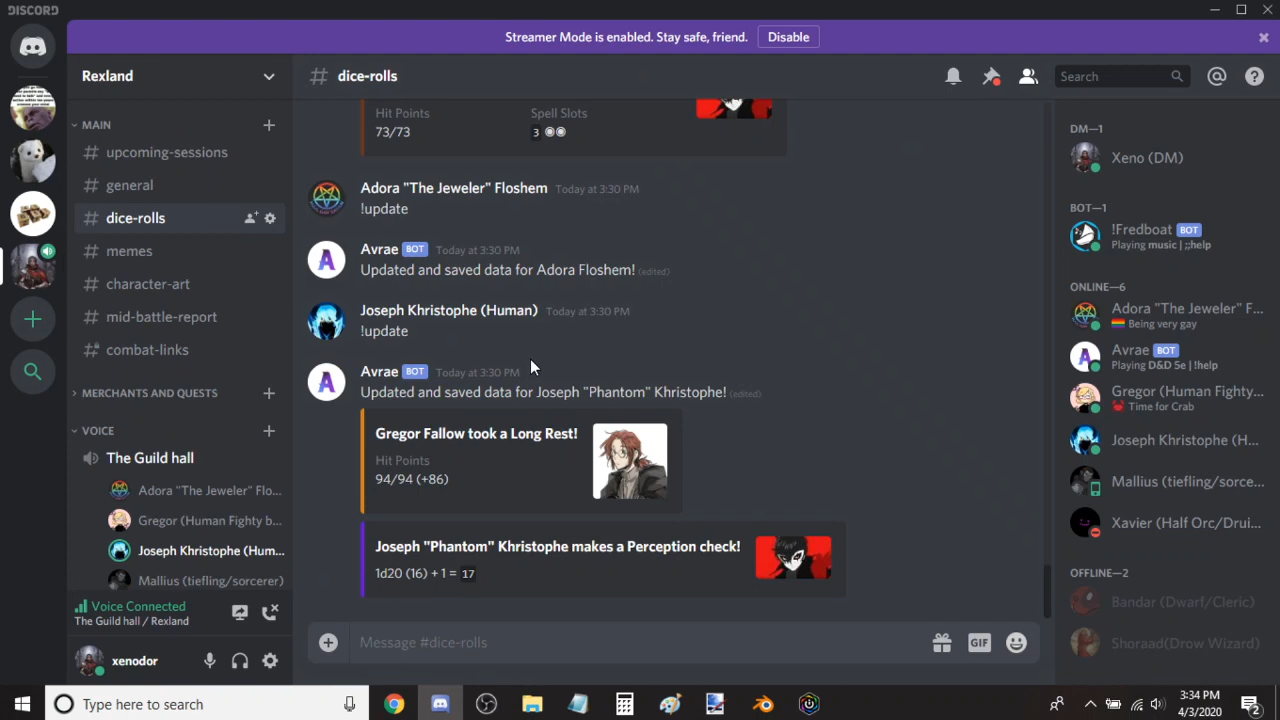 DISCORD
Streamer Mode is enabled. Stay safe, friend.
Disable
Rexland
dice-rolls
Search
MAIN
upcoming-sessions
general
dice-rolls
memes
character-art
mid-battle-report
combat-links
MERCHANTS AND QUESTS
VOICE
The Guild hall
Adora "The Jeweler" Flo...
Gregor (Human Fighty b...
Joseph Khristophe (Hum...
Mallius (tiefling/sorcerer)
Voice Connected
The Guild hall / Rexland
xenodor
Hit Points
Spell Slots
73/73
3
Adora "The Jeweler" Floshem Today at 3:30 PM
!update
Avrae BOT Today at 3:30 PM
Updated and saved data for Adora Floshem! (edited)
Joseph Khristophe (Human) Today at 3:30 PM
!update
Avrae BOT Today at 3:30 PM
Updated and saved data for Joseph "Phantom" Khristophe! (edited)
Gregor Fallow took a Long Rest!
Hit Points
94/94 (+86)
Joseph "Phantom" Khristophe makes a Perception check!
1d20 (16) + 1 = 17
Message #dice-rolls
GIF
DM—1
Xeno (DM)
BOT—1
!Fredboat BOT
Playing music | ;;help
ONLINE—6
Adora "The Jeweler" F...
Being very gay
Avrae BOT
Playing D&D 5e | !help
Gregor (Human Fighty...
Time for Crab
Joseph Khristophe (H...
Mallius (tiefling/sorce...
Xavier (Half Orc/Drui...
OFFLINE—2
Bandar (Dwarf/Cleric)
Shoraad(Drow Wizard)
Type here to search
3:34 PM
4/3/2020
2